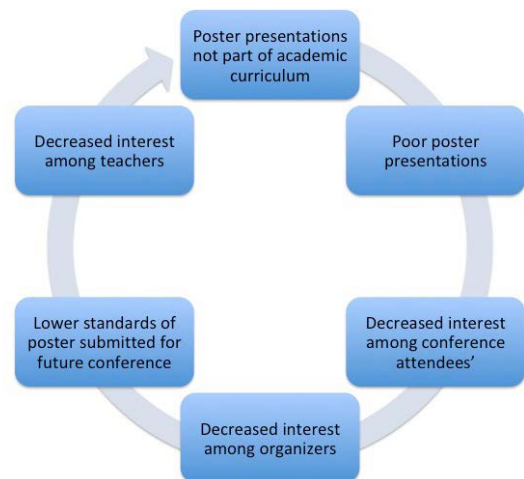 Poster presentations
not part of academic
curriculum
Poor poster
presentations
Decreased interest
among conference
attendees’
Decreased interest
among organizers
Lower standards of
poster submitted for
future conference
Decreased interest
among teachers